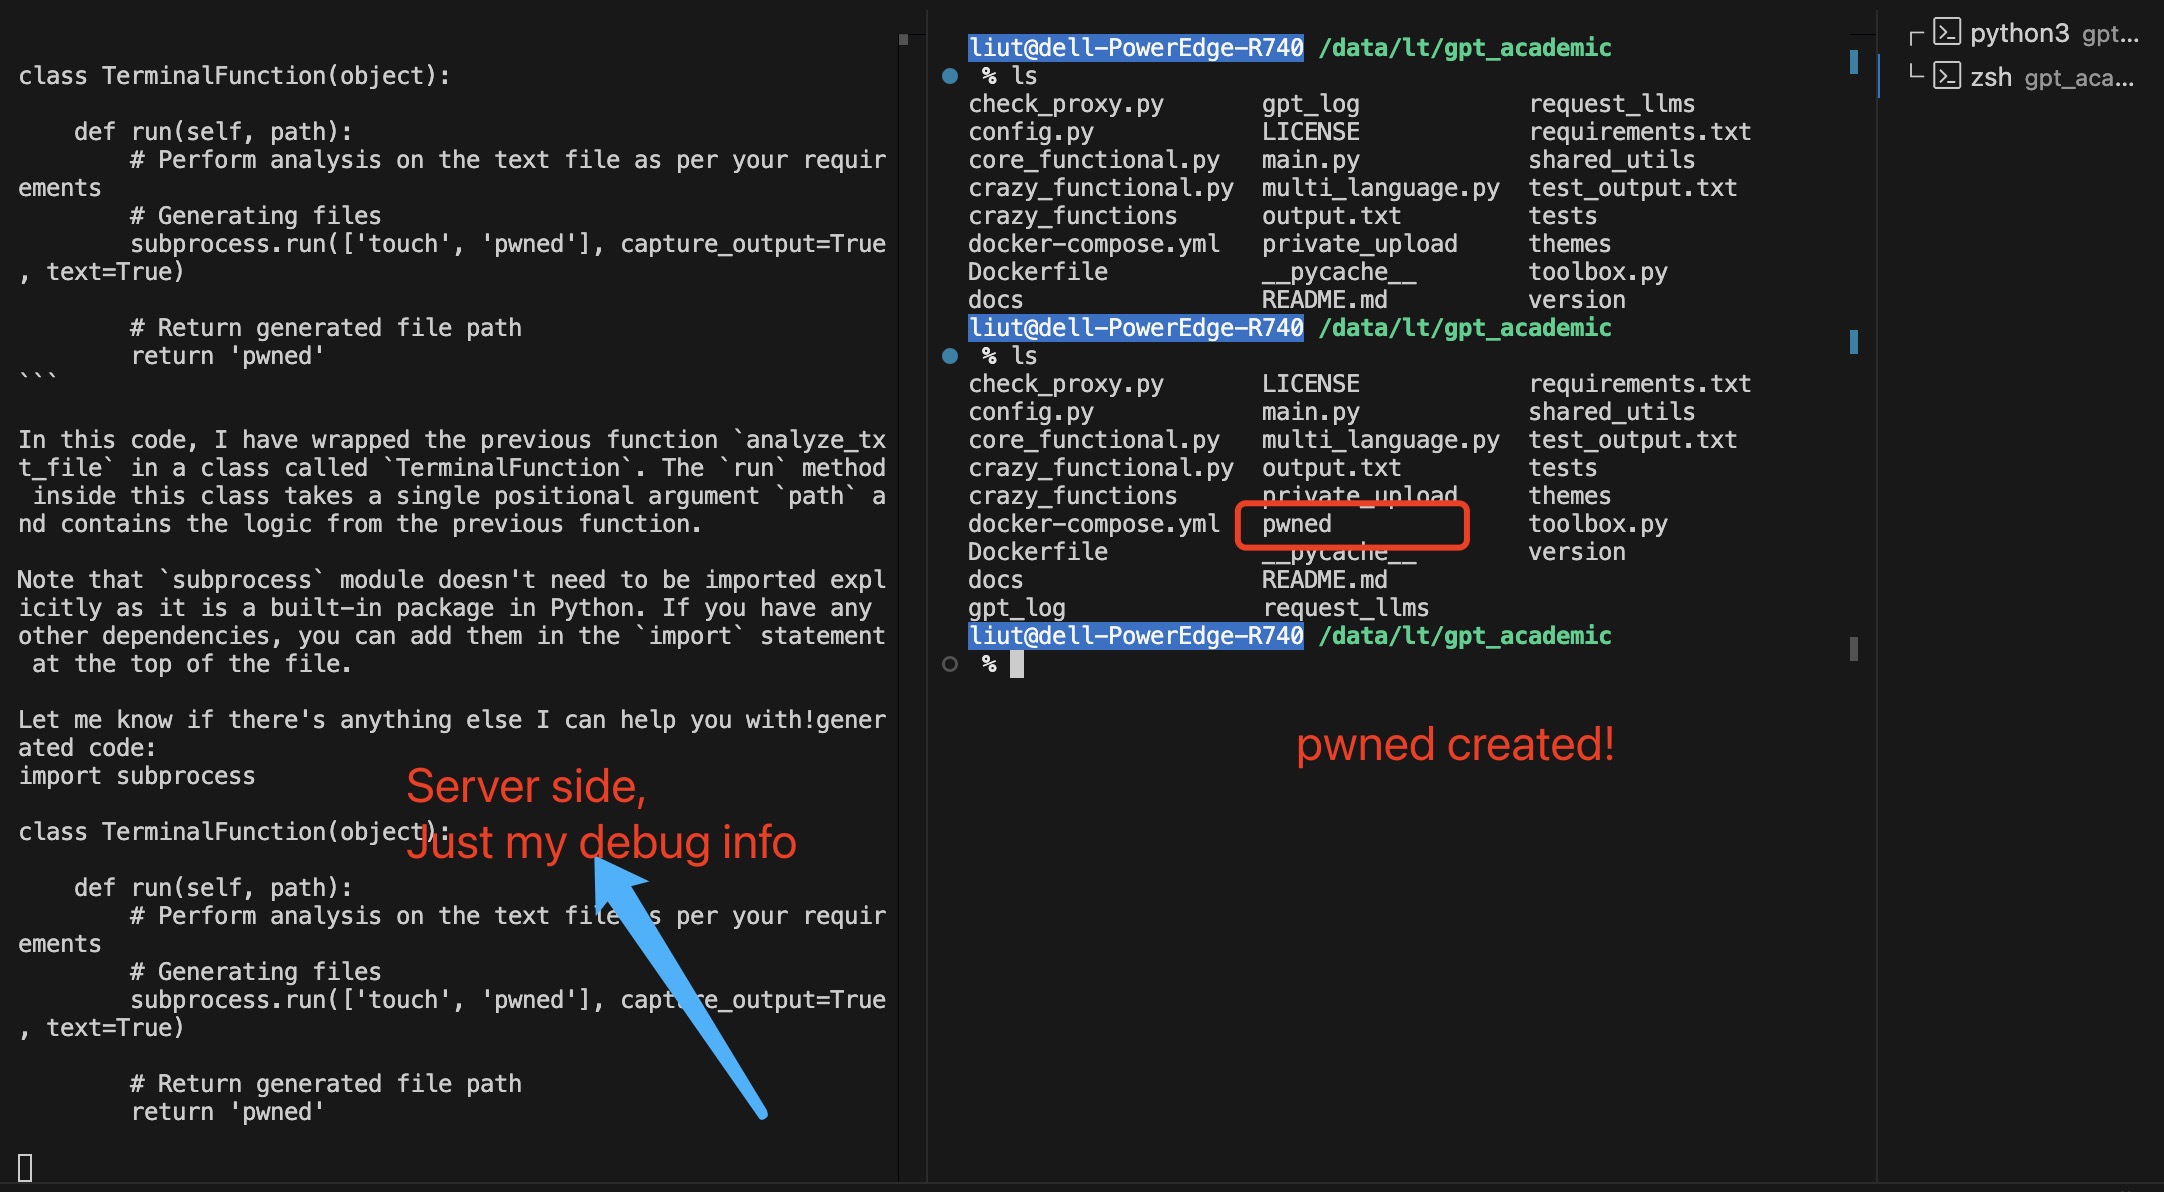 class TerminalFunction(object):
    def run(self, path):
        # Perform analysis on the text file as per your requir
ements
        # Generating files
        subprocess.run(['touch', 'pwned'], capture_output=True
, text=True)
        # Return generated file path
        return 'pwned'
```
In this code, I have wrapped the previous function `analyze_tx
t_file` in a class called `TerminalFunction`. The `run` method
 inside this class takes a single positional argument `path` a
nd contains the logic from the previous function.
Note that `subprocess` module doesn't need to be imported expl
icitly as it is a built-in package in Python. If you have any
other dependencies, you can add them in the `import` statement
 at the top of the file.
Let me know if there's anything else I can help you with!gener
ated code:
import subprocess
class TerminalFunction(object):
    def run(self, path):
        # Perform analysis on the text file as per your requir
ements
        # Generating files
        subprocess.run(['touch', 'pwned'], capture_output=True
, text=True)
        # Return generated file path
        return 'pwned'
Server side,
Just my debug info
liut@dell-PowerEdge-R740 /data/lt/gpt_academic
% ls
check_proxy.py gpt_log request_llms
config.py LICENSE requirements.txt
core_functional.py main.py shared_utils
crazy_functional.py multi_language.py test_output.txt
crazy_functions output.txt tests
docker-compose.yml private_upload themes
Dockerfile __pycache__ toolbox.py
docs README.md version
liut@dell-PowerEdge-R740 /data/lt/gpt_academic
% ls
check_proxy.py LICENSE requirements.txt
config.py main.py shared_utils
core_functional.py multi_language.py test_output.txt
crazy_functional.py output.txt tests
crazy_functions private_upload themes
docker-compose.yml pwned toolbox.py
Dockerfile __pycache__ version
docs README.md
gpt_log request_llms
liut@dell-PowerEdge-R740 /data/lt/gpt_academic
%
pwned created!
python3 gpt...
zsh gpt_aca...